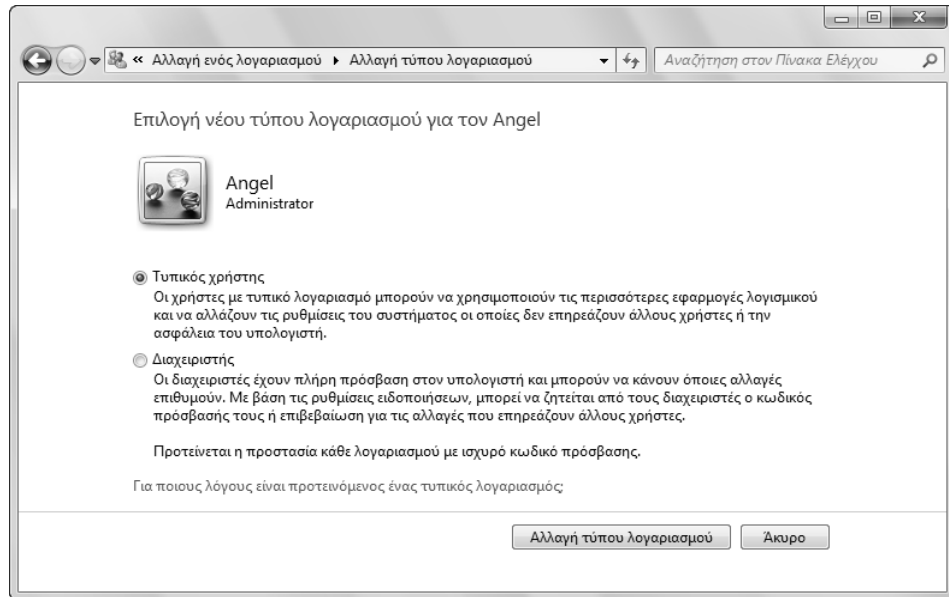 « Αλλαγή ενός λογαριασμού ▸ Αλλαγή τύπου λογαριασμού
Αναζήτηση στον Πίνακα Ελέγχου
Επιλογή νέου τύπου λογαριασμού για τον Angel
Angel
Administrator
Τυπικός χρήστης
Οι χρήστες με τυπικό λογαριασμό μπορούν να χρησιμοποιούν τις περισσότερες εφαρμογές λογισμικού
και να αλλάζουν τις ρυθμίσεις του συστήματος οι οποίες δεν επηρεάζουν άλλους χρήστες ή την
ασφάλεια του υπολογιστή.
Διαχειριστής
Οι διαχειριστές έχουν πλήρη πρόσβαση στον υπολογιστή και μπορούν να κάνουν όποιες αλλαγές
επιθυμούν. Με βάση τις ρυθμίσεις ειδοποιήσεων, μπορεί να ζητείται από τους διαχειριστές ο κωδικός
πρόσβασής τους ή επιβεβαίωση για τις αλλαγές που επηρεάζουν άλλους χρήστες.
Προτείνεται η προστασία κάθε λογαριασμού με ισχυρό κωδικό πρόσβασης.
Για ποιους λόγους είναι προτεινόμενος ένας τυπικός λογαριασμός;
Αλλαγή τύπου λογαριασμού
Άκυρο